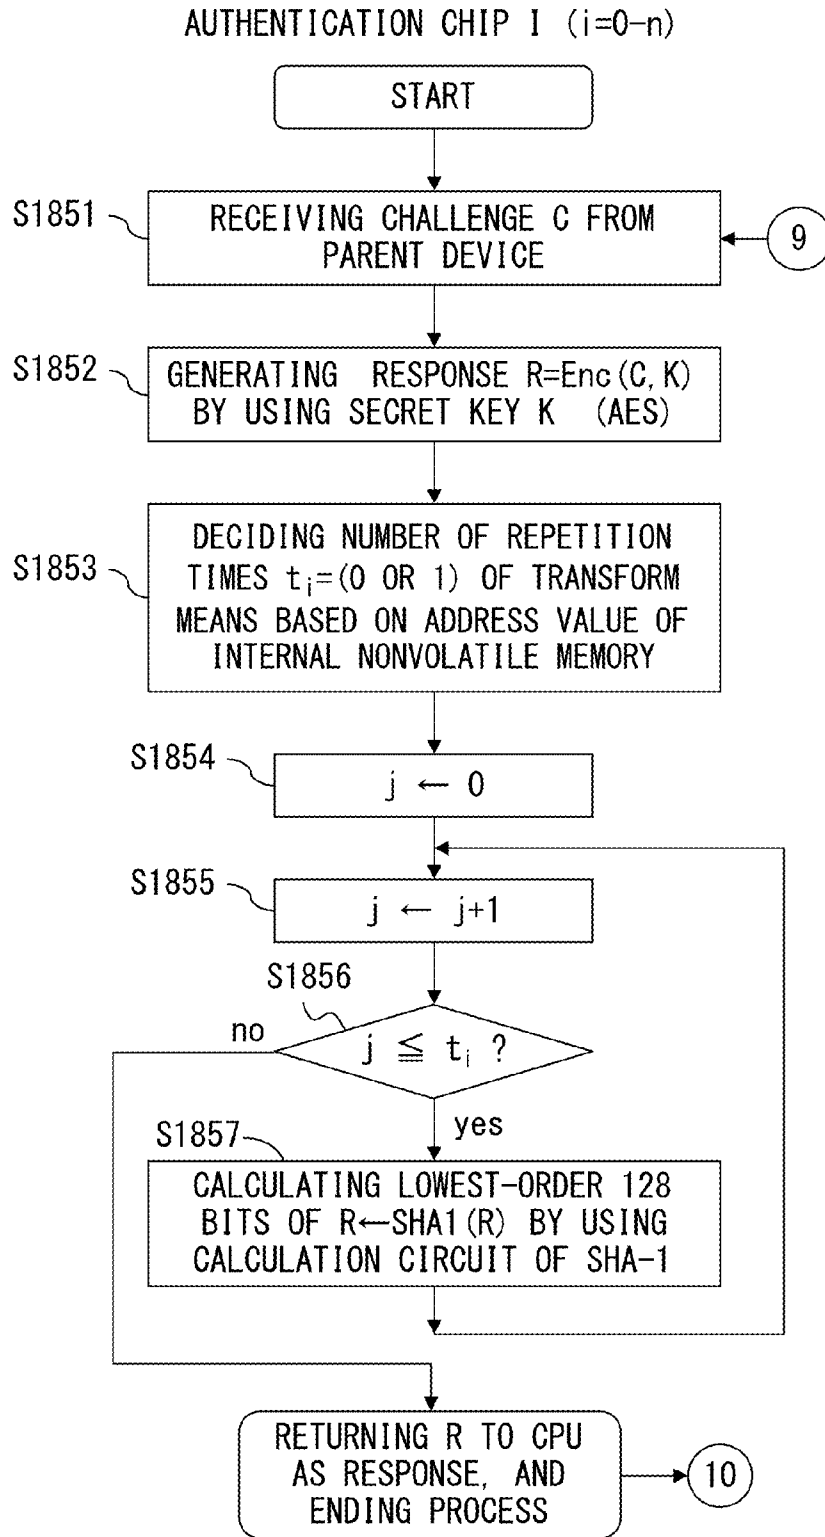 AUTHENTICATION CHIP I (i=0-n)
START
S1851
RECEIVING CHALLENGE C FROM
PARENT DEVICE
9
S1852
GENERATING RESPONSE R=Enc(C,K)
BY USING SECRET KEY K (AES)
S1853
DECIDING NUMBER OF REPETITION
TIMES tᵢ=(0 OR 1) OF TRANSFORM
MEANS BASED ON ADDRESS VALUE OF
INTERNAL NONVOLATILE MEMORY
S1854
j ← 0
S1855
j ← j+1
S1856
no
j ≦ tᵢ ?
yes
S1857
CALCULATING LOWEST-ORDER 128
BITS OF R←SHA1(R) BY USING
CALCULATION CIRCUIT OF SHA-1
RETURNING R TO CPU
AS RESPONSE, AND
ENDING PROCESS
10